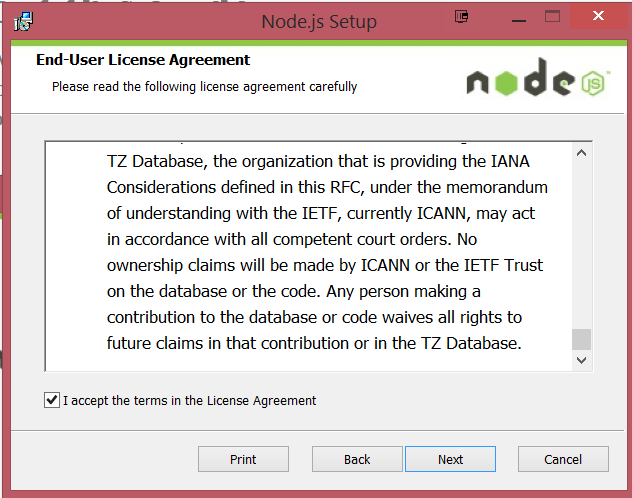 Node.js Setup
End-User License Agreement
Please read the following license agreement carefully
node
JS
TZ Database, the organization that is providing the IANA
Considerations defined in this RFC, under the memorandum
of understanding with the IETF, currently ICANN, may act
in accordance with all competent court orders. No
ownership claims will be made by ICANN or the IETF Trust
on the database or the code. Any person making a
contribution to the database or code waives all rights to
future claims in that contribution or in the TZ Database.
I accept the terms in the License Agreement
Print
Back
Next
Cancel